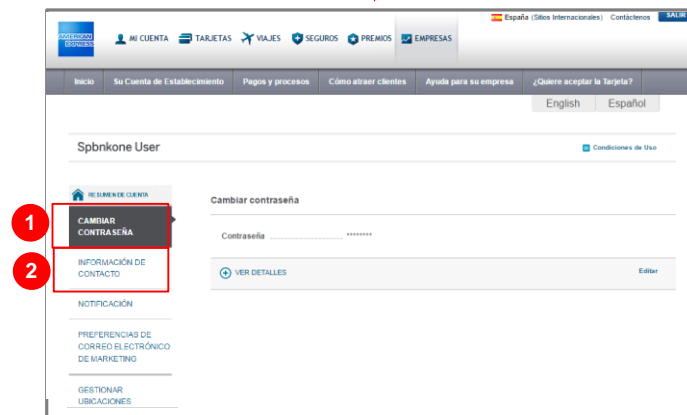 España (Sitios Internacionales) Contáctenos SALIR
AMERICAN EXPRESS
MI CUENTA TARJETAS VIAJES SEGUROS PREMIOS EMPRESAS
Inicio Su Cuenta de Establecimiento Pagos y procesos Cómo atraer clientes Ayuda para su empresa ¿Quiere aceptar la Tarjeta?
English Español
Spbnkone User
Condiciones de Uso
RESUMEN DE CUENTA
Cambiar contraseña
1
CAMBIAR
CONTRASEÑA
Contraseña ........................ ********
2
INFORMACIÓN DE
CONTACTO
VER DETALLES Editar
NOTIFICACIÓN
PREFERENCIAS DE
CORREO ELECTRÓNICO
DE MARKETING
GESTIONAR
UBICACIONES